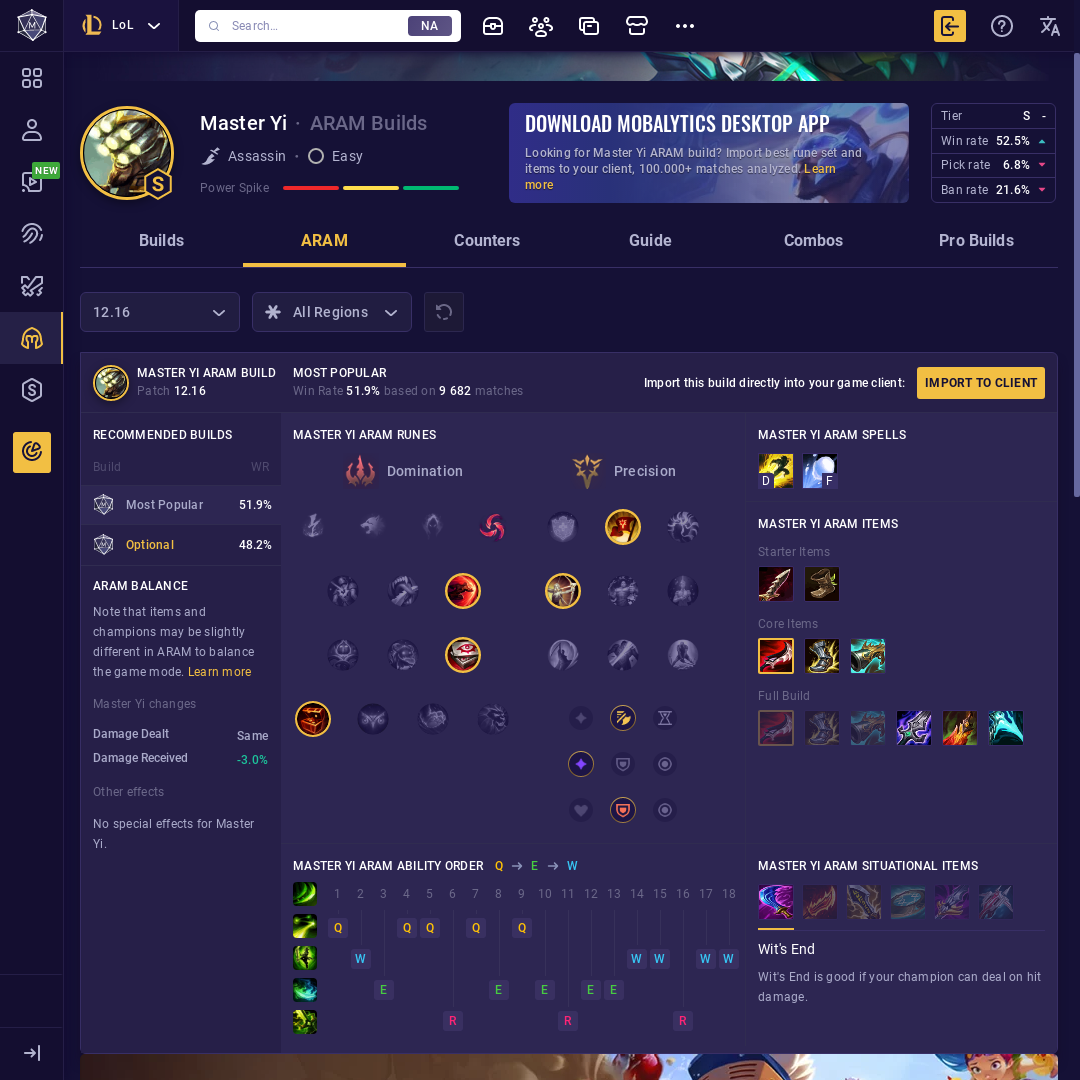 LoL
Search...
NA
NEW
Master Yi · ARAM Builds
Assassin · Easy
Power Spike
S
DOWNLOAD MOBALYTICS DESKTOP APP
Looking for Master Yi ARAM build? Import best rune set and
items to your client, 100.000+ matches analyzed. Learn
more
Tier S -
Win rate 52.5%
Pick rate 6.8%
Ban rate 21.6%
Builds ARAM Counters Guide Combos Pro Builds
12.16 All Regions
MASTER YI ARAM BUILD
Patch 12.16
MOST POPULAR
Win Rate 51.9% based on 9 682 matches
Import this build directly into your game client: IMPORT TO CLIENT
RECOMMENDED BUILDS
Build WR
Most Popular 51.9%
Optional 48.2%
ARAM BALANCE
Note that items and
champions may be slightly
different in ARAM to balance
the game mode. Learn more
Master Yi changes
Damage Dealt Same
Damage Received -3.0%
Other effects
No special effects for Master
Yi.
MASTER YI ARAM RUNES
Domination Precision
MASTER YI ARAM SPELLS
D F
MASTER YI ARAM ITEMS
Starter Items
Core Items
Full Build
MASTER YI ARAM ABILITY ORDER Q → E → W
1 2 3 4 5 6 7 8 9 10 11 12 13 14 15 16 17 18
Q Q Q Q Q
W W W W W
E E E E E
R R R
MASTER YI ARAM SITUATIONAL ITEMS
Wit's End
Wit's End is good if your champion can deal on hit
damage.